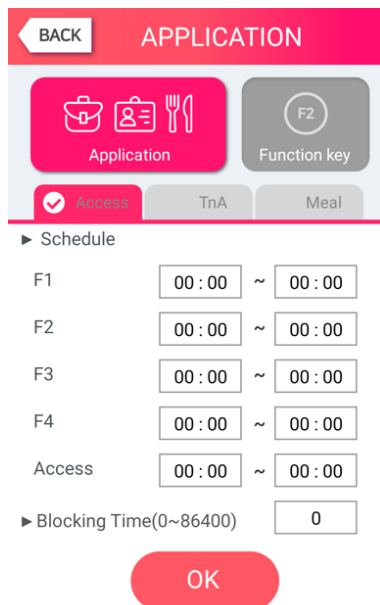 BACK APPLICATION
Application
F2
Function key
Access TnA Meal
► Schedule
F1 00 : 00 ~ 00 : 00
F2 00 : 00 ~ 00 : 00
F3 00 : 00 ~ 00 : 00
F4 00 : 00 ~ 00 : 00
Access 00 : 00 ~ 00 : 00
► Blocking Time(0~86400) 0
OK